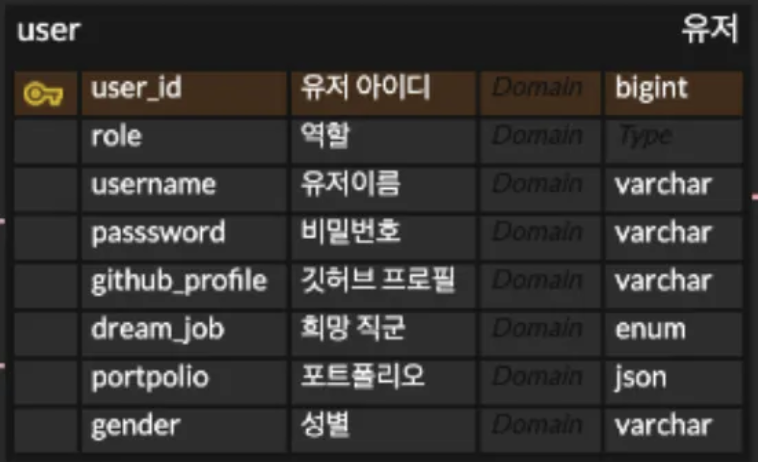 user 유저
user_id 유저 아이디 Domain bigint
role 역할 Domain Type
username 유저이름 Domain varchar
passsword 비밀번호 Domain varchar
github_profile 깃허브 프로필 Domain varchar
dream_job 희망 직군 Domain enum
portpolio 포트폴리오 Domain json
gender 성별 Domain varchar